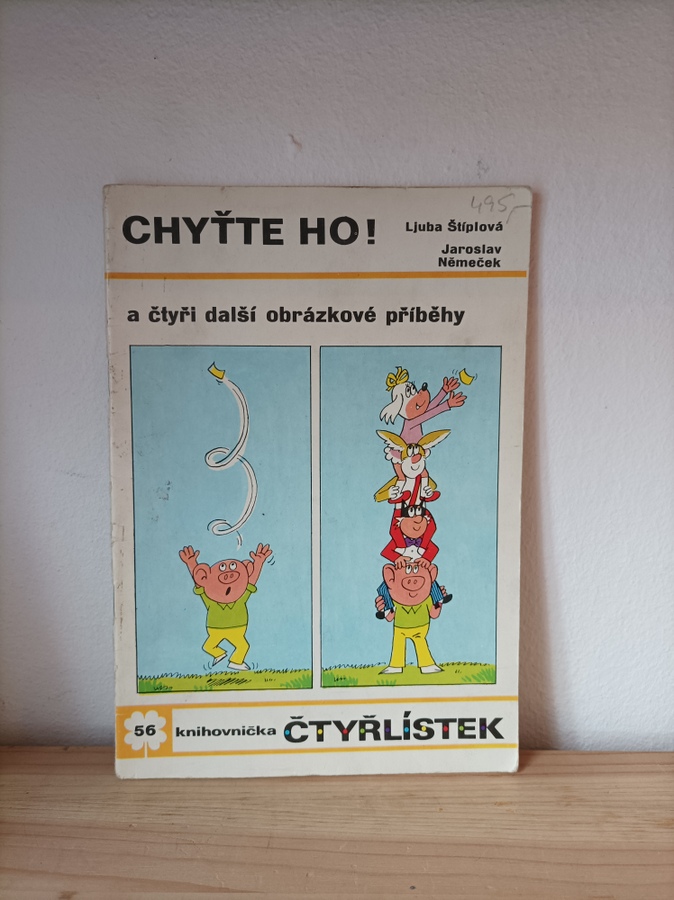 495,-
CHYŤTE HO!
Ljuba Štíplová
Jaroslav
Němeček
a čtyři další obrázkové příběhy
56 knihovnička ČTYŘLÍSTEK